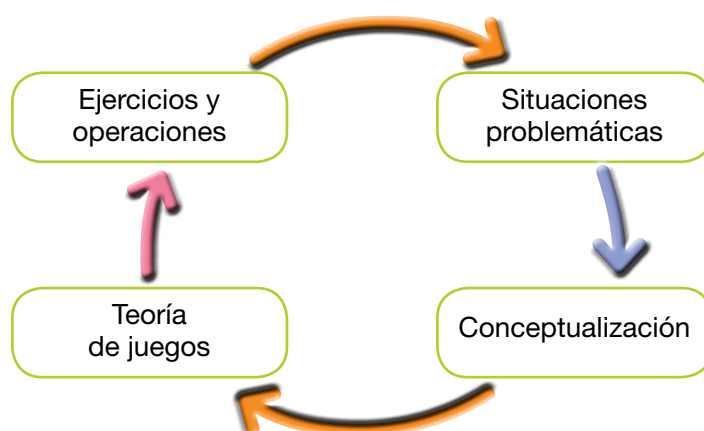 Ejercicios y
operaciones
Situaciones
problemáticas
Teoría
de juegos
Conceptualización